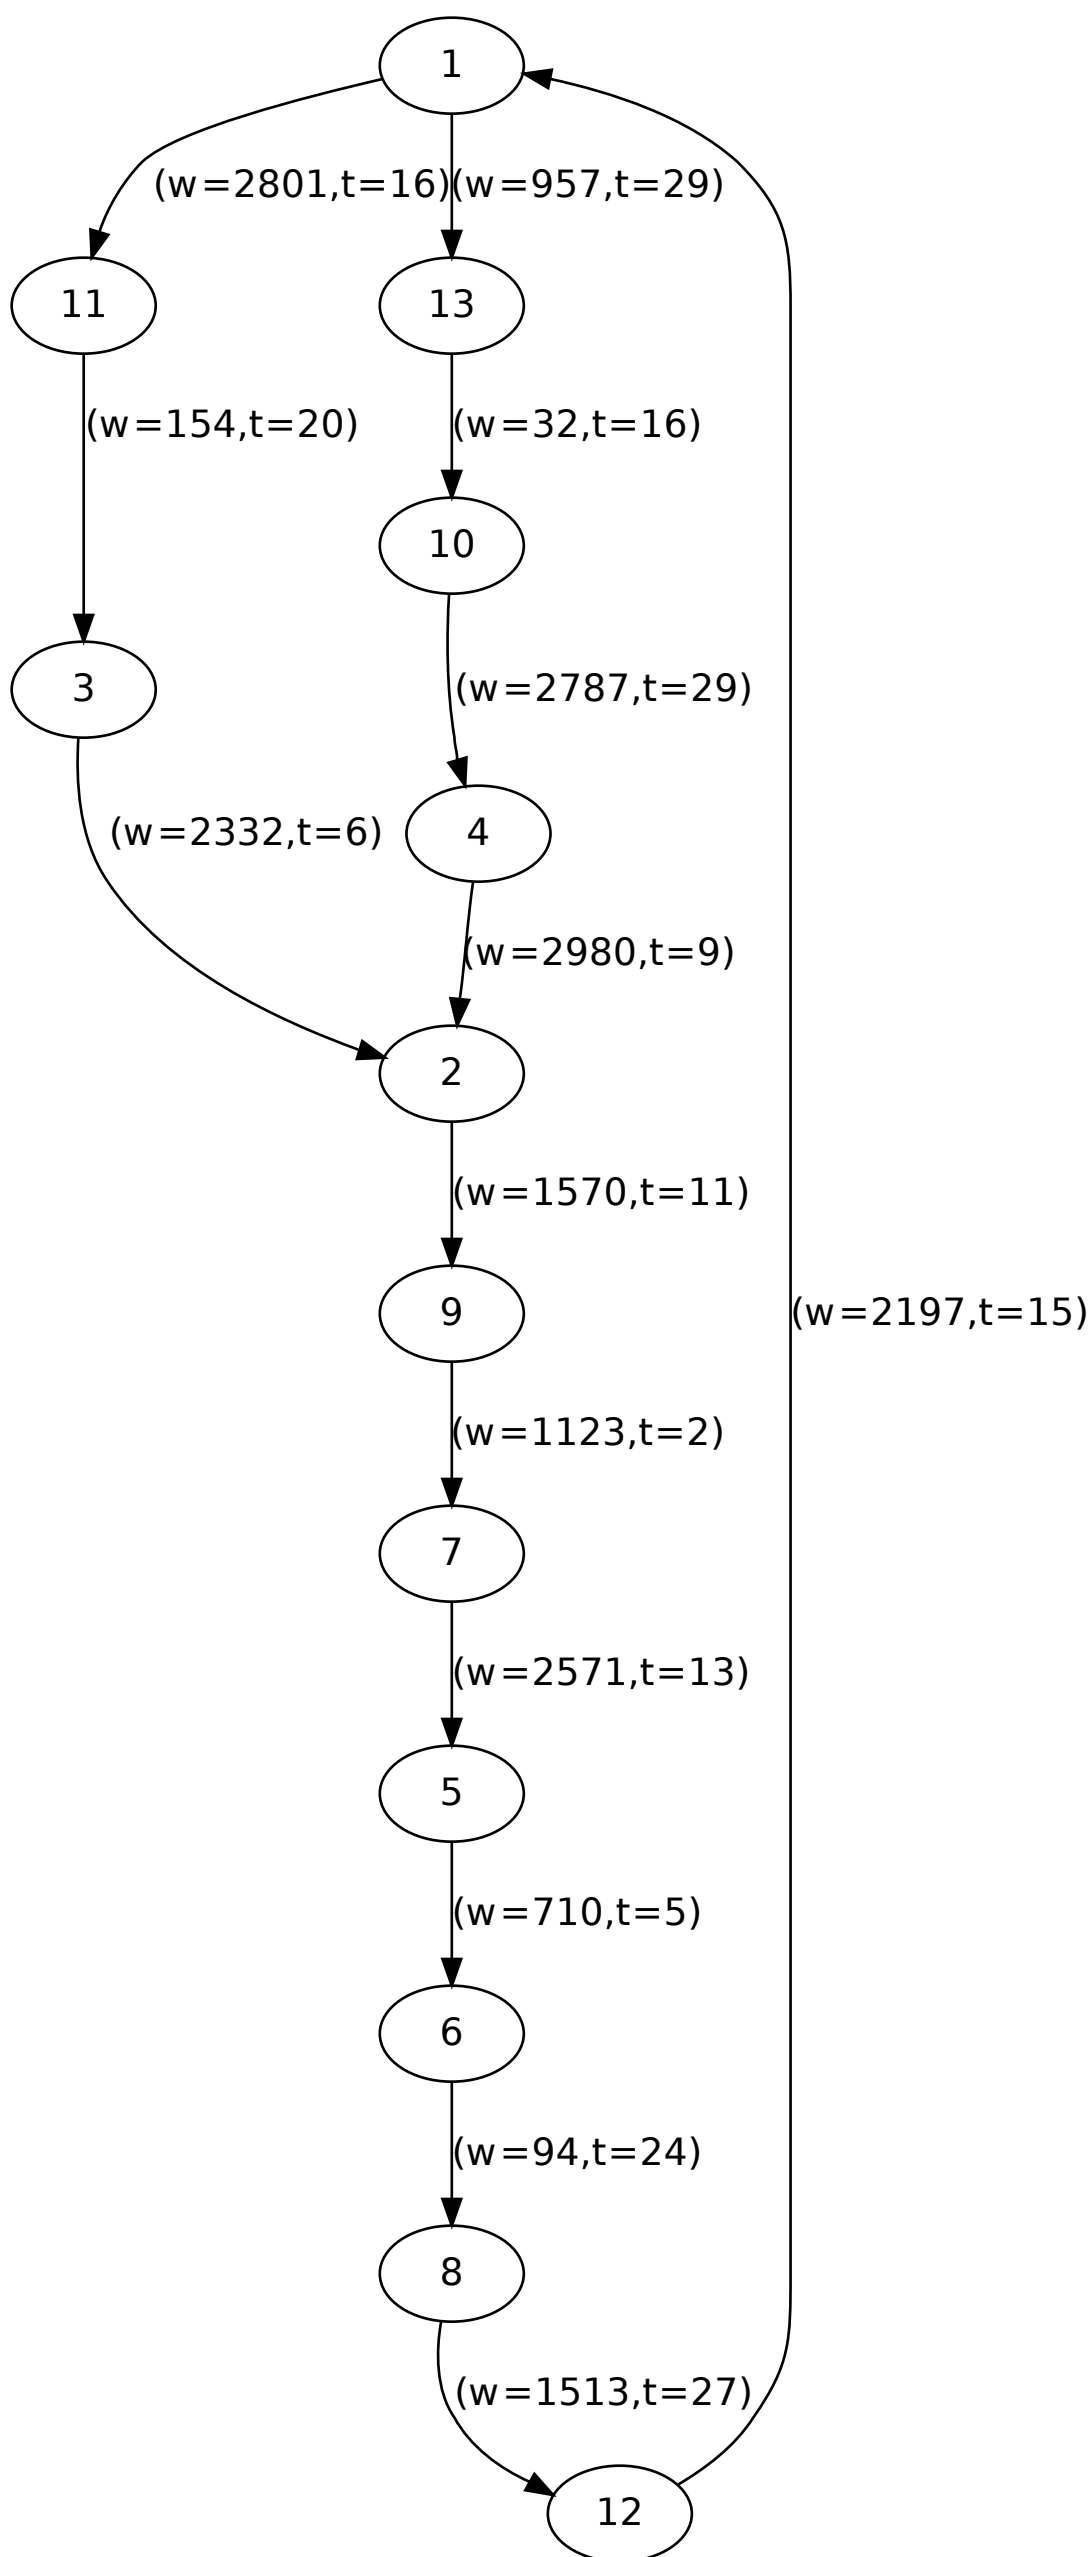 1
(w=2801,t=16)
(w=957,t=29)
11
13
(w=154,t=20)
(w=32,t=16)
10
3
(w=2787,t=29)
(w=2332,t=6)
4
(w=2980,t=9)
2
(w=1570,t=11)
9
(w=2197,t=15)
(w=1123,t=2)
7
(w=2571,t=13)
5
(w=710,t=5)
6
(w=94,t=24)
8
(w=1513,t=27)
12